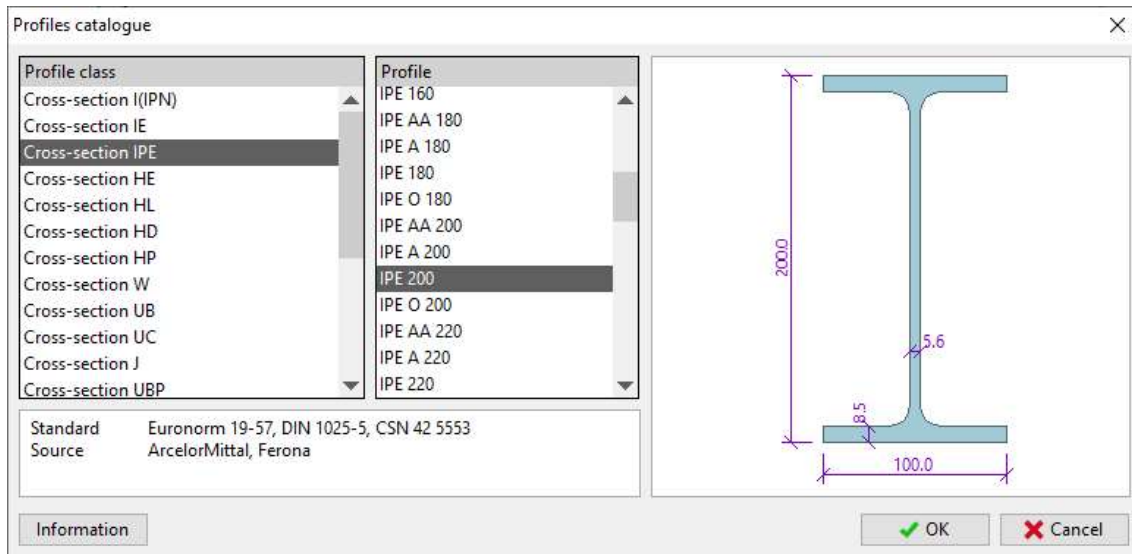 Profiles catalogue
Profile class
Cross-section I(IPN)
Cross-section IE
Cross-section IPE
Cross-section HE
Cross-section HL
Cross-section HD
Cross-section HP
Cross-section W
Cross-section UB
Cross-section UC
Cross-section J
Cross-section UBP
Profile
IPE 160
IPE AA 180
IPE A 180
IPE 180
IPE O 180
IPE AA 200
IPE A 200
IPE 200
IPE O 200
IPE AA 220
IPE A 220
IPE 220
200.0
5.6
8.5
100.0
Standard Euronorm 19-57, DIN 1025-5, CSN 42 5553
Source ArcelorMittal, Ferona
Information
OK
Cancel